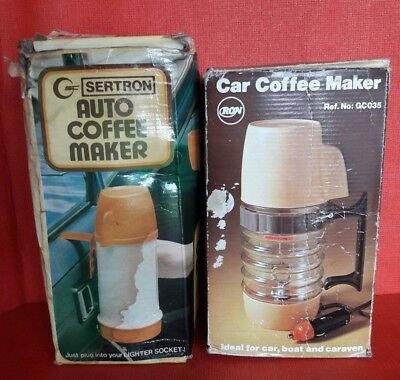 SERTRON
AUTO
COFFEE
MAKER
Just plug into your LIGHTER SOCKET!
Car Coffee Maker
Ref. No: GC035
RON
SERTRON
Ideal for car, boat and caravan